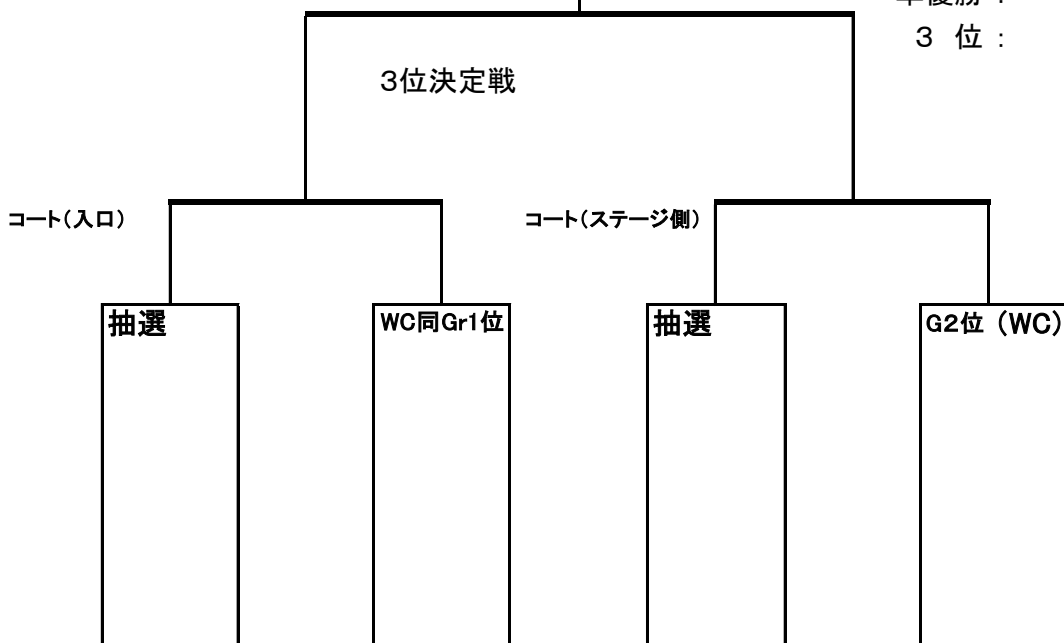 準優勝:
3 位:
3位決定戦
コート(入口)
コート(ステージ側)
抽選
WC同Gr1位
抽選
G2位 (WC)